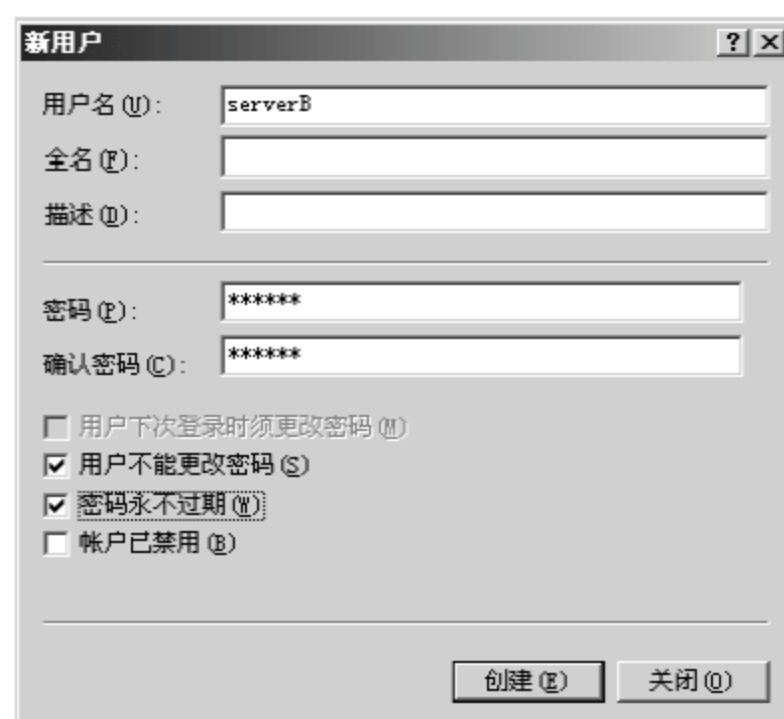 新用户
用户名(U): serverB
全名(F):
描述(D):
密码(P): ******
确认密码(C): ******
用户下次登录时须更改密码(M)
用户不能更改密码(S)
密码永不过期(W)
帐户已禁用(B)
创建(E) 关闭(O)